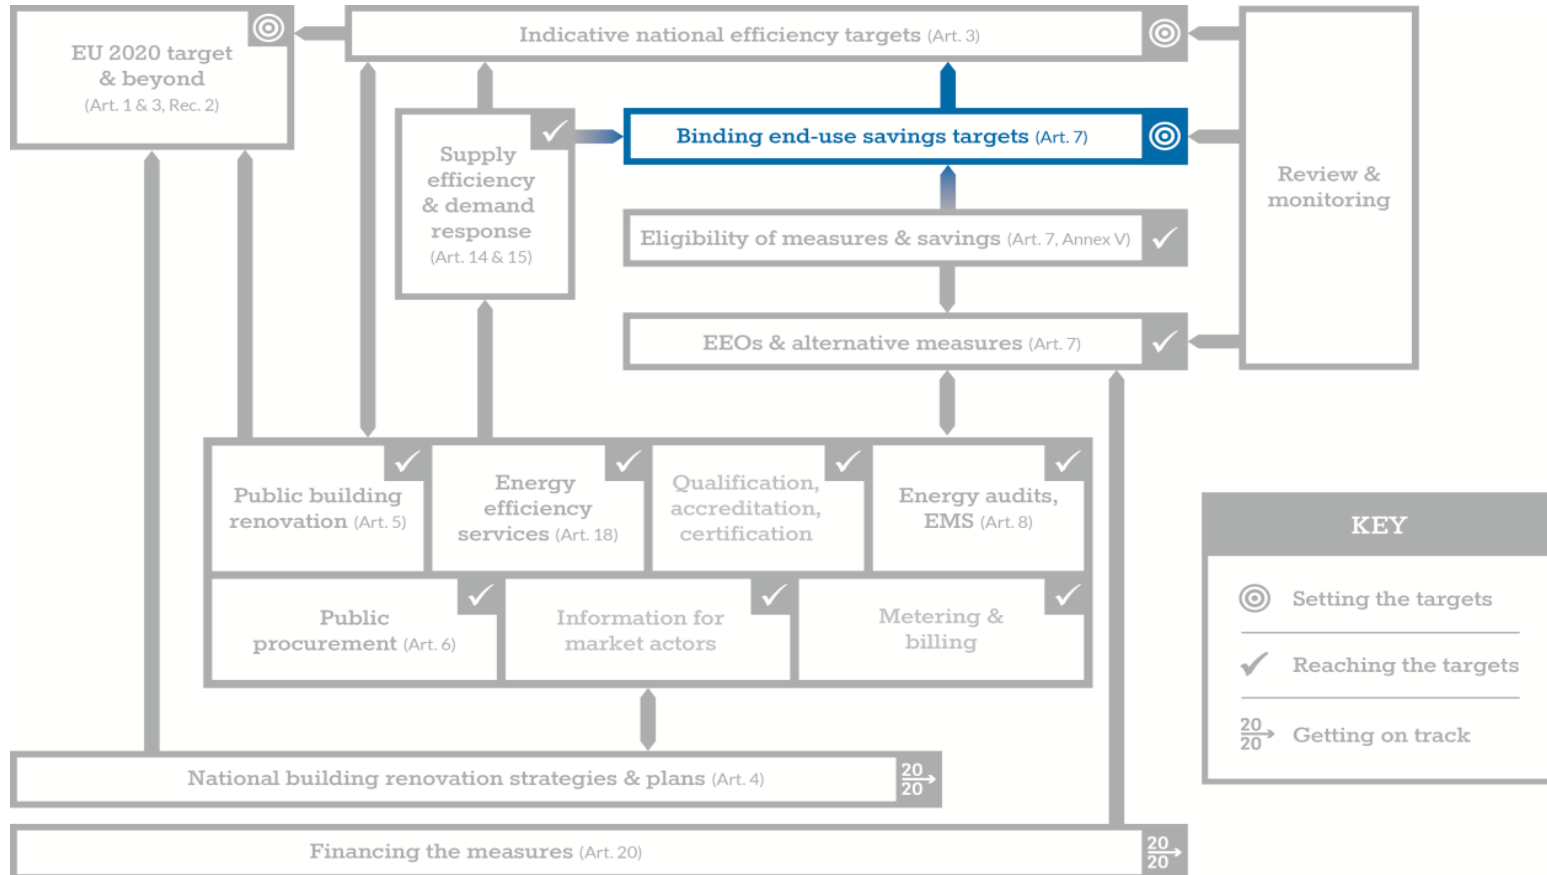 EU 2020 target
& beyond
(Art. 1 & 3, Rec. 2)
Indicative national efficiency targets (Art. 3)
Supply
efficiency
& demand
response
(Art. 14 & 15)
Binding end-use savings targets (Art. 7)
Eligibility of measures & savings (Art. 7, Annex V)
EEOs & alternative measures (Art. 7)
Review &
monitoring
Public building
renovation (Art. 5)
Energy
efficiency
services (Art. 18)
Qualification,
accreditation,
certification
Energy audits,
EMS (Art. 8)
Public
procurement (Art. 6)
Information for
market actors
Metering &
billing
National building renovation strategies & plans (Art. 4)
20
20
Financing the measures (Art. 20)
20
20
KEY
Setting the targets
Reaching the targets
20
20
Getting on track